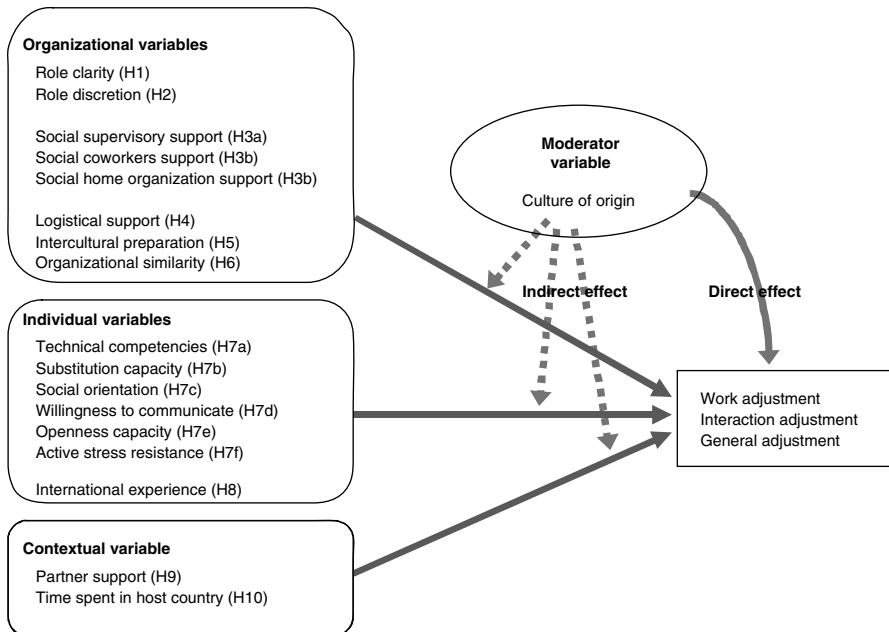 Organizational variables
Role clarity (H1)
Role discretion (H2)
Social supervisory support (H3a)
Social coworkers support (H3b)
Social home organization support (H3b)
Logistical support (H4)
Intercultural preparation (H5)
Organizational similarity (H6)
Individual variables
Technical competencies (H7a)
Substitution capacity (H7b)
Social orientation (H7c)
Willingness to communicate (H7d)
Openness capacity (H7e)
Active stress resistance (H7f)
International experience (H8)
Contextual variable
Partner support (H9)
Time spent in host country (H10)
Moderator
variable
Culture of origin
Indirect effect
Direct effect
Work adjustment
Interaction adjustment
General adjustment